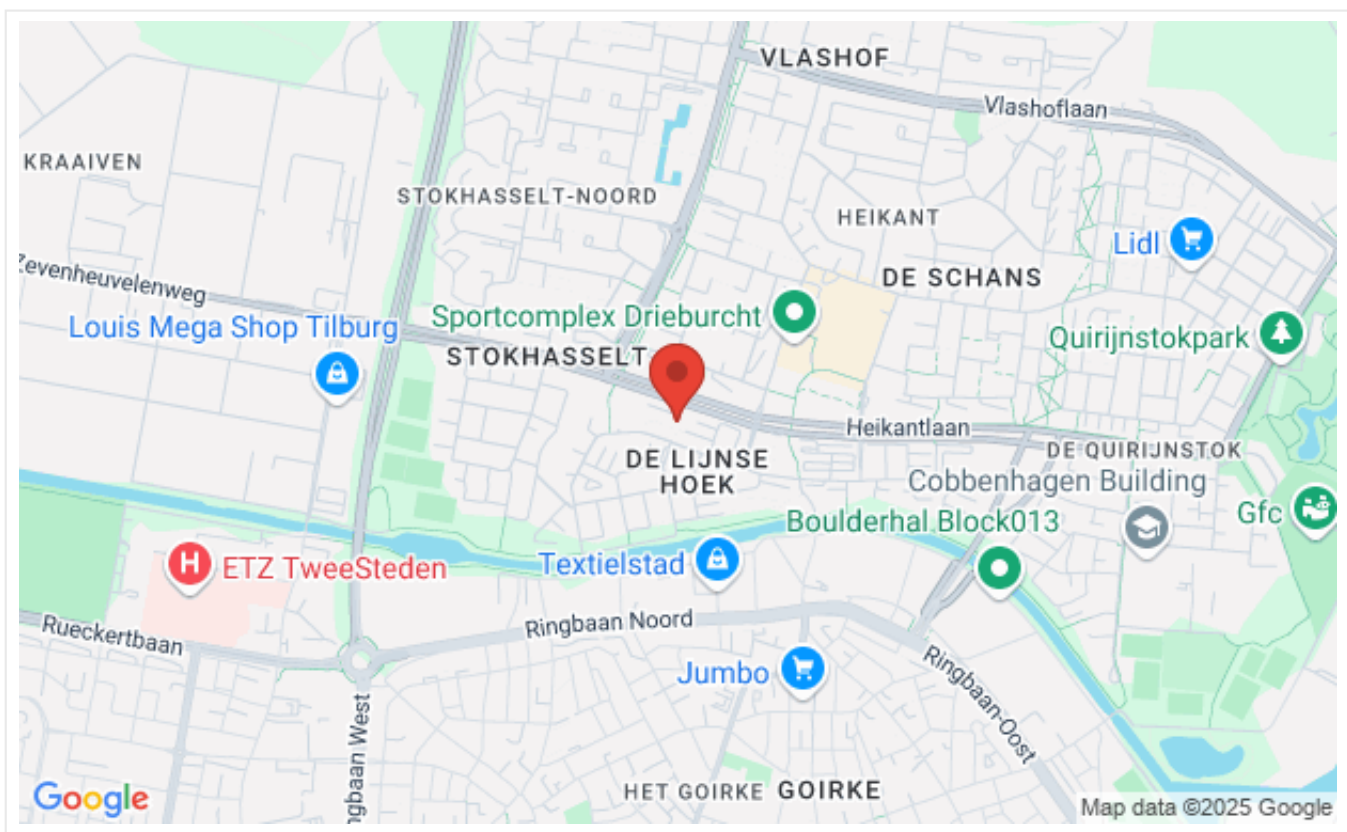 VLASHOF
Vlashoflaan
KRAAIVEN
STOKHASSELT-NOORD
HEIKANT
Lidl
DE SCHANS
Zevenheuvelenweg
Louis Mega Shop Tilburg
Sportcomplex Drieburcht
Quirijnstokpark
STOKHASSELT
Heikantlaan
DE LIJNSE
HOEK
DE QUIRIJNSTOK
Cobbenhagen Building
Gfc
Boulderhal Block013
H
ETZ TweeSteden
Textielstad
Rueckertbaan
Ringbaan Noord
Jumbo
Ringbaan-Oost
ngbaan West
HET GOIRKE
GOIRKE
Google
Map data ©2025 Google